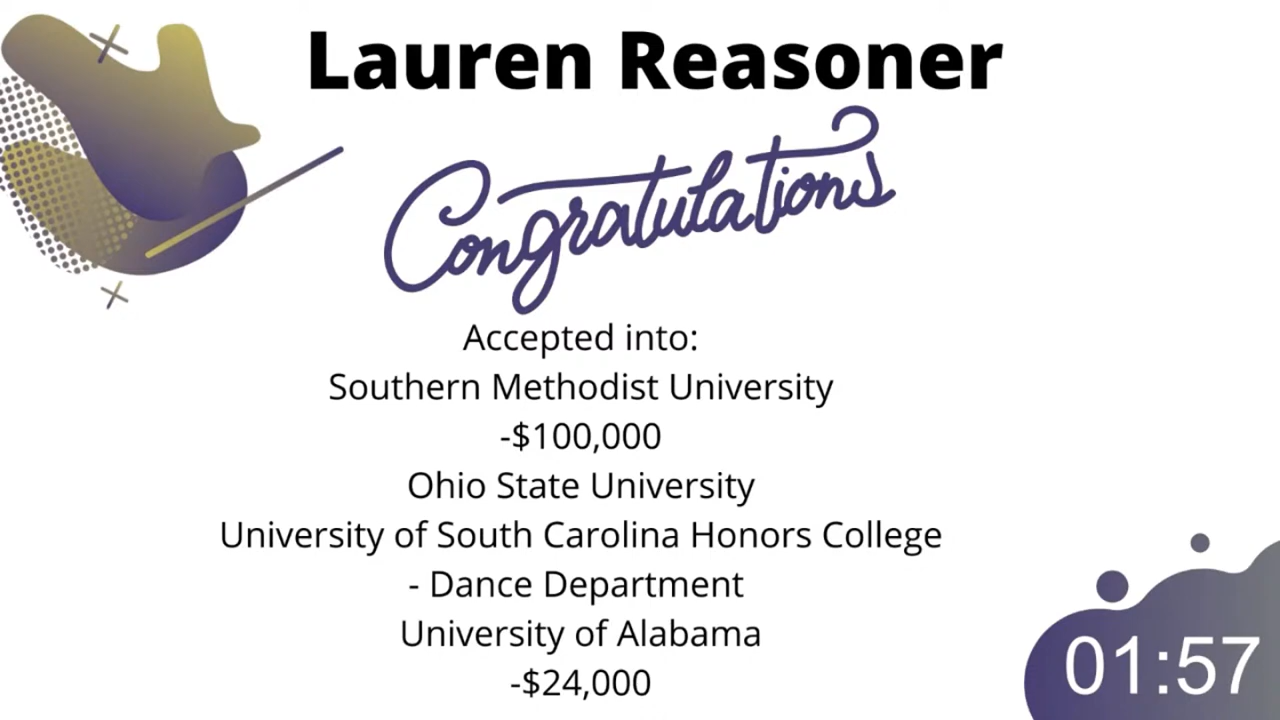 Lauren Reasoner
Congratulations
Accepted into:
Southern Methodist University
-$100,000
Ohio State University
University of South Carolina Honors College
- Dance Department
University of Alabama
-$24,000
01:57